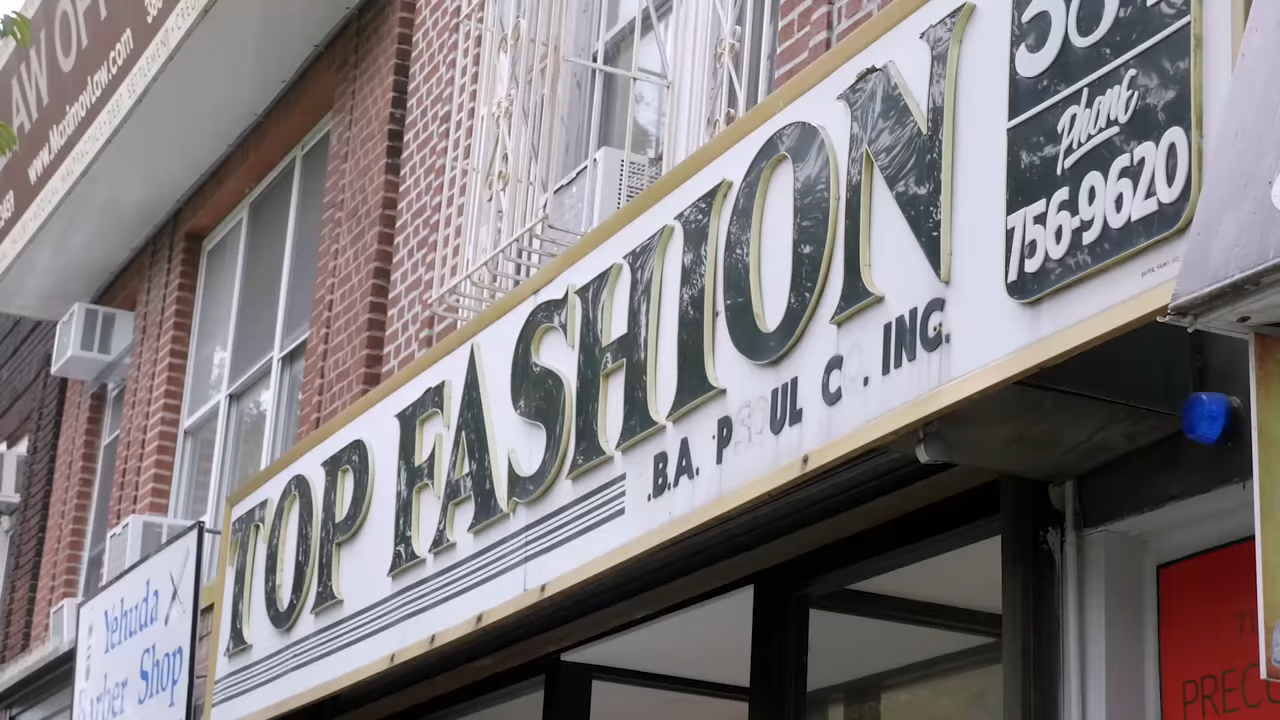 AW OFF
www.MaximovLaw.com
TOP FASHION
.B.A. P UL C . INC.
Phone
756-9620
Yehuda
Barber Shop
PREC